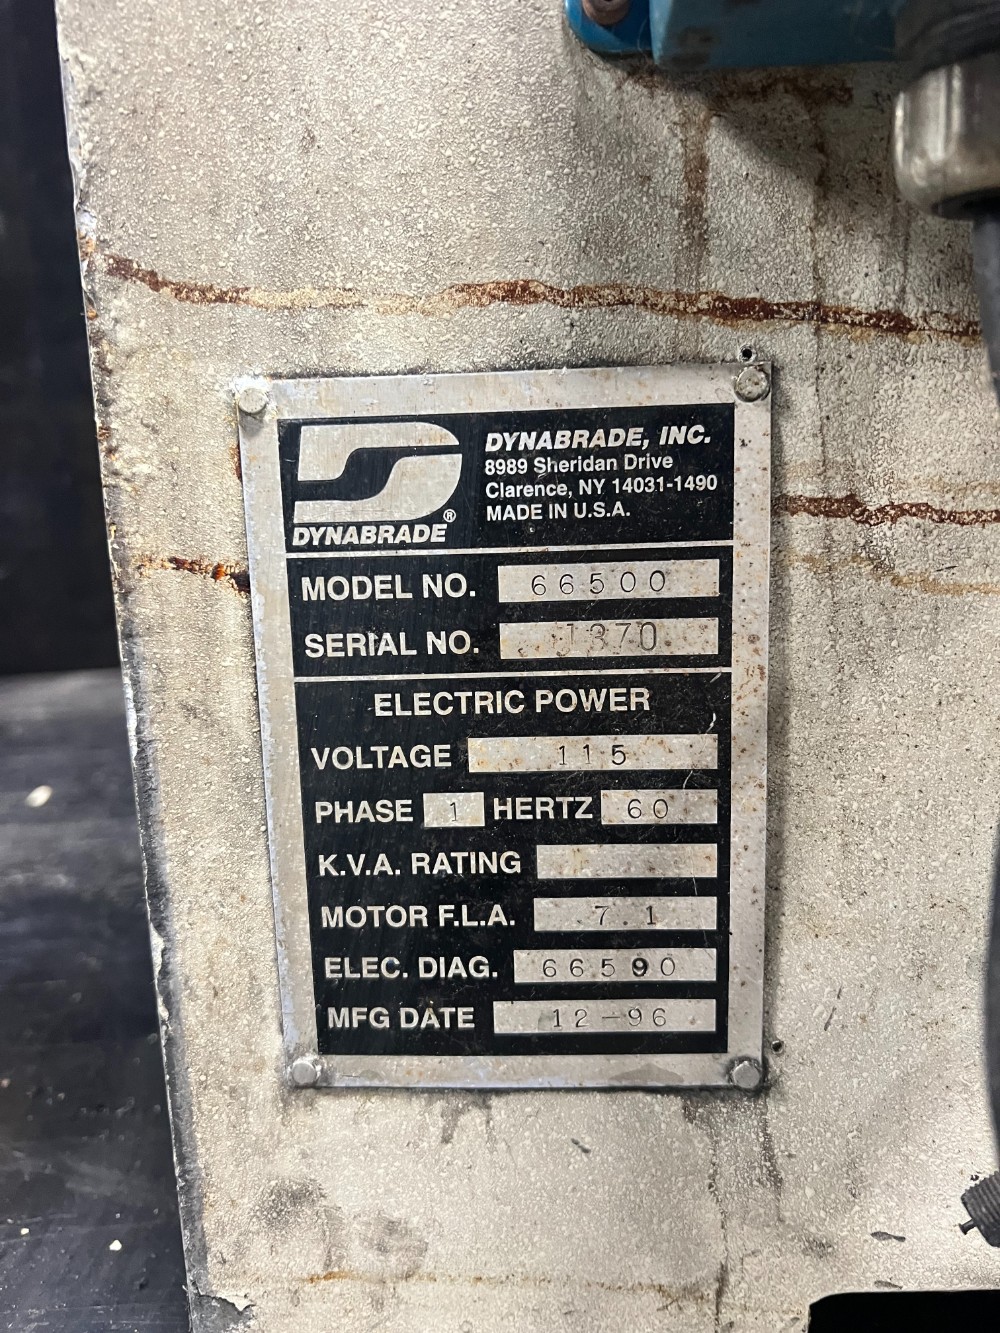 DYNABRADE, INC.
8989 Sheridan Drive
Clarence, NY 14031-1490
MADE IN U.S.A.
DYNABRADE®
MODEL NO. 66500
SERIAL NO. J370
ELECTRIC POWER
VOLTAGE 115
PHASE 1 HERTZ 60
K.V.A. RATING
MOTOR F.L.A. 7.1
ELEC. DIAG. 66590
MFG DATE 12-96